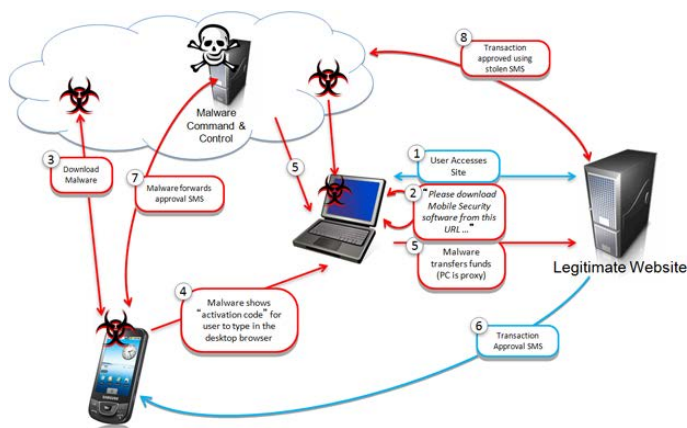 8
Transaction
approved using
stolen SMS
Malware
Command &
Control
3
Download
Malware
7
Malware forwards
approval SMS
5
1
User Accesses
Site
2
"Please download
Mobile Security
software from this
URL ..."
5
Malware
transfers funds
(PC is proxy)
Legitimate Website
4
Malware shows
"activation code" for
user to type in the
desktop browser
6
Transaction
Approval SMS